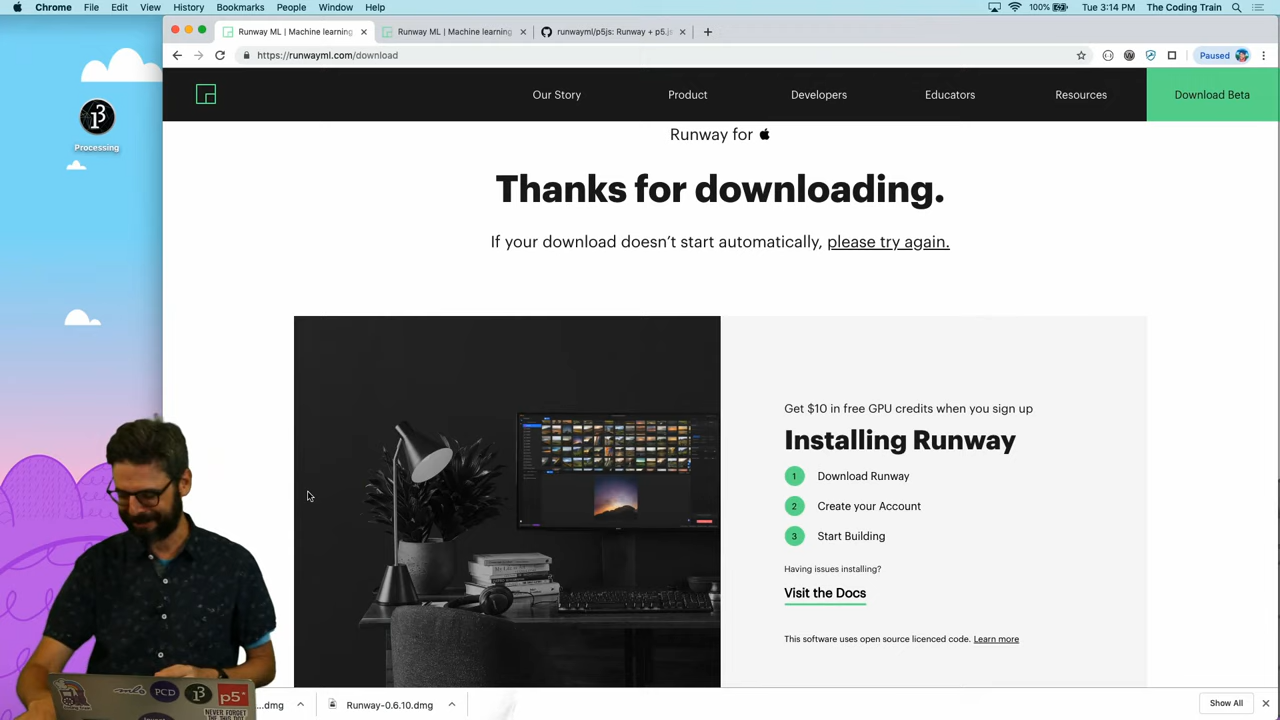 Chrome File Edit View History Bookmarks People Window Help 100% Tue 3:14 PM The Coding Train
Runway ML | Machine learning Runway ML | Machine learning runwayml/p5js: Runway + p5.js
https://runwayml.com/download Paused
Our Story Product Developers Educators Resources Download Beta
Processing
Runway for
Thanks for downloading.
If your download doesn't start automatically, please try again.
Get $10 in free GPU credits when you sign up
Installing Runway
1 Download Runway
2 Create your Account
3 Start Building
Having issues installing?
Visit the Docs
This software uses open source licenced code. Learn more
PCD p5*
NEVER FORGET
...dmg Runway-0.6.10.dmg Show All